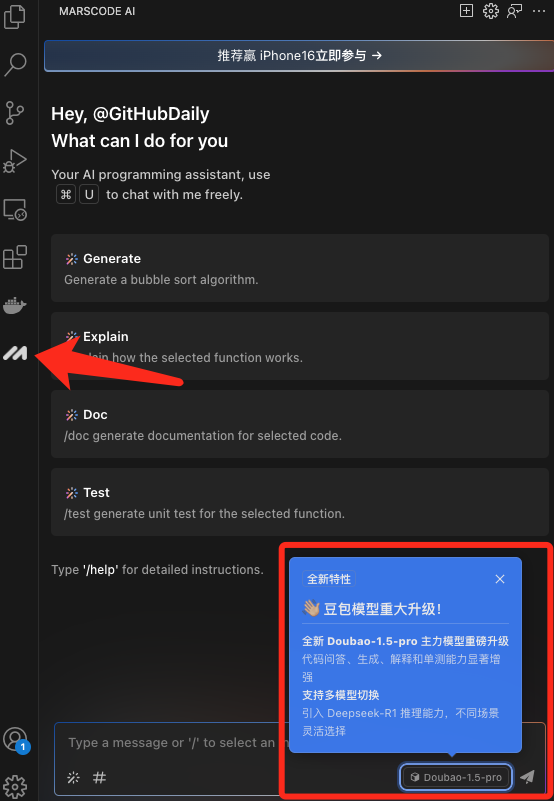 MARSCODE AI
推荐赢 iPhone16立即参与 →
Hey, @GitHubDaily
What can I do for you
Your AI programming assistant, use
⌘ U to chat with me freely.
Generate
Generate a bubble sort algorithm.
Explain
how the selected function works.
Doc
/doc generate documentation for selected code.
Test
/test generate unit test for the selected function.
Type '/help' for detailed instructions.
全新特性
👋🏼 豆包模型重大升级！
全新 Doubao-1.5-pro 主力模型重磅升级
代码问答、生成、解释和单测能力显著增
强
支持多模型切换
引入 Deepseek-R1 推理能力，不同场景
灵活选择
Type a message or '/' to select an
#
Doubao-1.5-pro
1